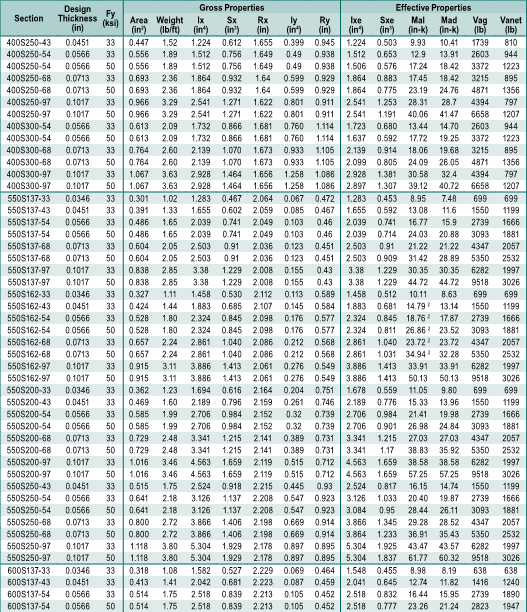 Gross Properties Effective Properties
Section Design Thickness (in) Fy (ksi) Area (in²) Weight (lb/ft) Ix (in⁴) Sx (in³) Rx (in) Iy (in⁴) Ry (in) Ixe (in⁴) Sxe (in³) Mal (in-k) Mad (in-k) Vag (lb) Vanet (lb)
400S250-43 0.0451 33 0.447 1.52 1.224 0.612 1.655 0.399 0.945 1.224 0.503 9.93 10.41 1739 810
400S250-54 0.0566 33 0.556 1.89 1.512 0.756 1.649 0.49 0.938 1.512 0.653 12.9 13.91 2603 944
400S250-54 0.0566 50 0.556 1.89 1.512 0.756 1.649 0.49 0.938 1.506 0.576 17.24 18.42 3372 1223
400S250-68 0.0713 33 0.693 2.36 1.864 0.932 1.64 0.599 0.929 1.864 0.883 17.45 18.42 3215 895
400S250-68 0.0713 50 0.693 2.36 1.864 0.932 1.64 0.599 0.929 1.864 0.775 23.19 24.76 4871 1356
400S250-97 0.1017 33 0.966 3.29 2.541 1.271 1.622 0.801 0.911 2.541 1.253 28.31 28.7 4394 797
400S250-97 0.1017 50 0.966 3.29 2.541 1.271 1.622 0.801 0.911 2.541 1.191 40.06 41.40 6658 1207
400S300-54 0.0566 33 0.613 2.09 1.732 0.866 1.681 0.760 1.114 1.723 0.680 13.44 14.70 2603 944
400S300-54 0.0566 50 0.613 2.09 1.732 0.866 1.681 0.760 1.114 1.637 0.592 17.72 19.25 3372 1223
400S300-68 0.0713 33 0.764 2.60 2.139 1.070 1.673 0.933 1.105 2.139 0.914 18.06 19.68 3215 895
400S300-68 0.0713 50 0.764 2.60 2.139 1.070 1.673 0.933 1.105 2.099 0.805 24.09 26.05 4871 1356
400S300-97 0.1017 33 1.067 3.63 2.928 1.464 1.656 1.258 1.086 2.928 1.381 30.58 32.4 4394 797
400S300-97 0.1017 50 1.067 3.63 2.928 1.464 1.656 1.258 1.086 2.897 1.307 39.12 40.72 6658 1207
550S137-33 0.0346 33 0.301 1.02 1.283 0.467 2.064 0.067 0.472 1.283 0.453 8.95 7.48 699 699
550S137-43 0.0451 33 0.391 1.33 1.655 0.602 2.059 0.085 0.467 1.655 0.592 13.08 11.6 1550 1199
550S137-54 0.0566 33 0.486 1.65 2.039 0.741 2.049 0.103 0.46 2.039 0.741 16.77 15.9 2739 1666
550S137-54 0.0566 50 0.486 1.65 2.039 0.741 2.049 0.103 0.46 2.039 0.714 24.03 20.88 3093 1881
550S137-68 0.0713 33 0.604 2.05 2.503 0.91 2.036 0.123 0.451 2.503 0.91 21.22 21.22 4347 2057
550S137-68 0.0713 50 0.604 2.05 2.503 0.91 2.036 0.123 0.451 2.503 0.909 31.42 28.89 5350 2532
550S137-97 0.1017 33 0.838 2.85 3.38 1.229 2.008 0.155 0.43 3.38 1.229 30.35 30.35 6282 1997
550S137-97 0.1017 50 0.838 2.85 3.38 1.229 2.008 0.155 0.43 3.38 1.229 44.72 44.72 9518 3026
550S162-33 0.0346 33 0.327 1.11 1.458 0.530 2.112 0.113 0.589 1.458 0.512 10.11 8.63 699 699
550S162-43 0.0451 33 0.424 1.44 1.883 0.685 2.107 0.145 0.584 1.883 0.681 14.79 ² 13.14 1550 1199
550S162-54 0.0566 33 0.528 1.80 2.324 0.845 2.098 0.176 0.577 2.324 0.845 18.76 ² 17.87 2739 1666
550S162-54 0.0566 50 0.528 1.80 2.324 0.845 2.098 0.176 0.577 2.324 0.811 26.86 ² 23.52 3093 1881
550S162-68 0.0713 33 0.657 2.24 2.861 1.040 2.086 0.212 0.568 2.861 1.040 23.72 ² 23.72 4347 2057
550S162-68 0.0713 50 0.657 2.24 2.861 1.040 2.086 0.212 0.568 2.861 1.031 34.94 ² 32.28 5350 2532
550S162-97 0.1017 33 0.915 3.11 3.886 1.413 2.061 0.276 0.549 3.886 1.413 33.91 33.91 6282 1997
550S162-97 0.1017 50 0.915 3.11 3.886 1.413 2.061 0.276 0.549 3.886 1.413 50.13 50.13 9518 3026
550S200-33 0.0346 33 0.362 1.23 1.694 0.616 2.164 0.204 0.751 1.678 0.559 11.05 9.80 699 699
550S200-43 0.0451 33 0.469 1.60 2.189 0.796 2.159 0.261 0.746 2.189 0.776 15.33 13.96 1550 1199
550S200-54 0.0566 33 0.585 1.99 2.706 0.984 2.152 0.32 0.739 2.706 0.984 21.41 19.98 2739 1666
550S200-54 0.0566 50 0.585 1.99 2.706 0.984 2.152 0.32 0.739 2.706 0.901 26.98 24.84 3093 1881
550S200-68 0.0713 33 0.729 2.48 3.341 1.215 2.141 0.389 0.731 3.341 1.215 27.03 27.03 4347 2057
550S200-68 0.0713 50 0.729 2.48 3.341 1.215 2.141 0.389 0.731 3.341 1.17 38.83 35.92 5350 2532
550S200-97 0.1017 33 1.016 3.46 4.563 1.659 2.119 0.515 0.712 4.563 1.659 38.58 38.58 6282 1997
550S200-97 0.1017 50 1.016 3.46 4.563 1.659 2.119 0.515 0.712 4.563 1.659 57.25 57.25 9518 3026
550S250-43 0.0451 33 0.515 1.75 2.524 0.918 2.215 0.445 0.93 2.524 0.817 16.15 14.74 1550 1199
550S250-54 0.0566 33 0.641 2.18 3.126 1.137 2.208 0.547 0.923 3.126 1.033 20.40 19.87 2739 1666
550S250-54 0.0566 50 0.641 2.18 3.126 1.137 2.208 0.547 0.923 3.084 0.95 28.44 26.11 3093 1881
550S250-68 0.0713 33 0.800 2.72 3.866 1.406 2.198 0.669 0.914 3.866 1.345 29.28 28.52 4347 2057
550S250-68 0.0713 50 0.800 2.72 3.866 1.406 2.198 0.669 0.914 3.864 1.233 36.91 35.43 5350 2532
550S250-97 0.1017 33 1.118 3.80 5.304 1.929 2.178 0.897 0.895 5.304 1.925 43.47 43.57 6282 1997
550S250-97 0.1017 50 1.118 3.80 5.304 1.929 2.178 0.897 0.895 5.304 1.837 61.77 60.32 9518 3026
600S137-33 0.0346 33 0.318 1.08 1.582 0.527 2.229 0.069 0.464 1.548 0.455 8.98 8.19 638 638
600S137-43 0.0451 33 0.413 1.41 2.042 0.681 2.223 0.087 0.459 2.041 0.645 12.74 11.82 1416 1240
600S137-54 0.0566 33 0.514 1.75 2.518 0.839 2.213 0.105 0.452 2.518 0.832 16.44 15.95 2739 1890
600S137-54 0.0566 50 0.514 1.75 2.518 0.839 2.213 0.105 0.452 2.518 0.777 23.26 21.24 2823 1947